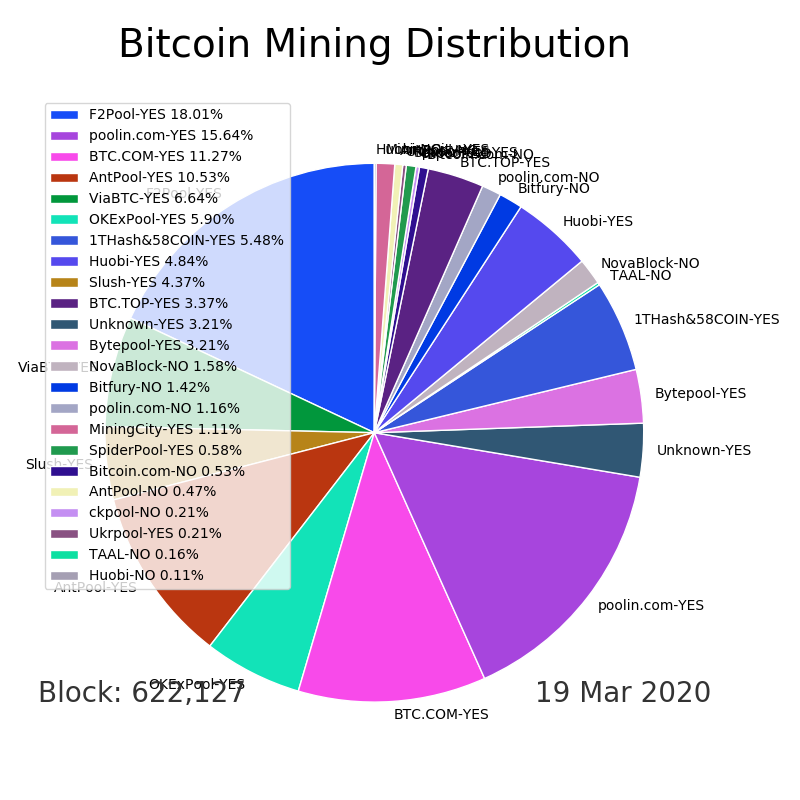 Bitcoin Mining Distribution
F2Pool-YES 18.01%
poolin.com-YES 15.64%
BTC.COM-YES 11.27%
AntPool-YES 10.53%
ViaBTC-YES 6.64%
OKExPool-YES 5.90%
1THash&58COIN-YES 5.48%
Huobi-YES 4.84%
Slush-YES 4.37%
BTC.TOP-YES 3.37%
Unknown-YES 3.21%
Bytepool-YES 3.21%
NovaBlock-NO 1.58%
Bitfury-NO 1.42%
poolin.com-NO 1.16%
MiningCity-YES 1.11%
SpiderPool-YES 0.58%
Bitcoin.com-NO 0.53%
AntPool-NO 0.47%
ckpool-NO 0.21%
Ukrpool-YES 0.21%
TAAL-NO 0.16%
Huobi-NO 0.11%
BTC.TOP-YES
poolin.com-NO
Bitfury-NO
Huobi-YES
NovaBlock-NO
TAAL-NO
1THash&58COIN-YES
Bytepool-YES
Unknown-YES
poolin.com-YES
BTC.COM-YES
OKExPool-YES
AntPool-YES
Slush-YES
ViaBTC-YES
F2Pool-YES
Block: 622,127
19 Mar 2020